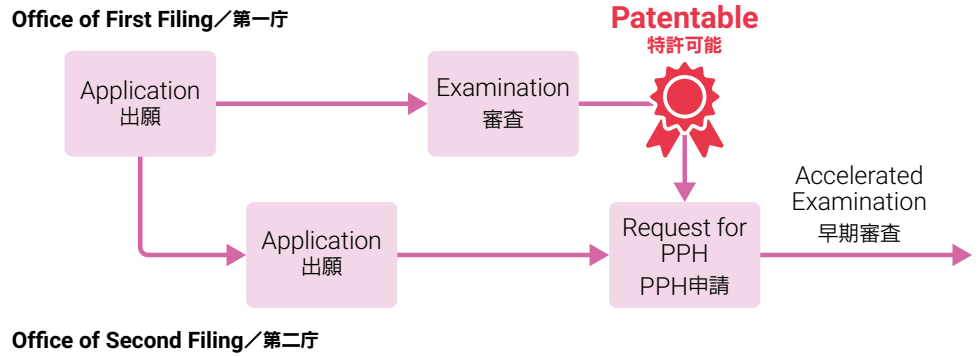 Office of First Filing／第一庁
Patentable
特許可能
Application
出願
Examination
審査
Application
出願
Request for
PPH
PPH申請
Accelerated
Examination
早期審査
Office of Second Filing／第二庁